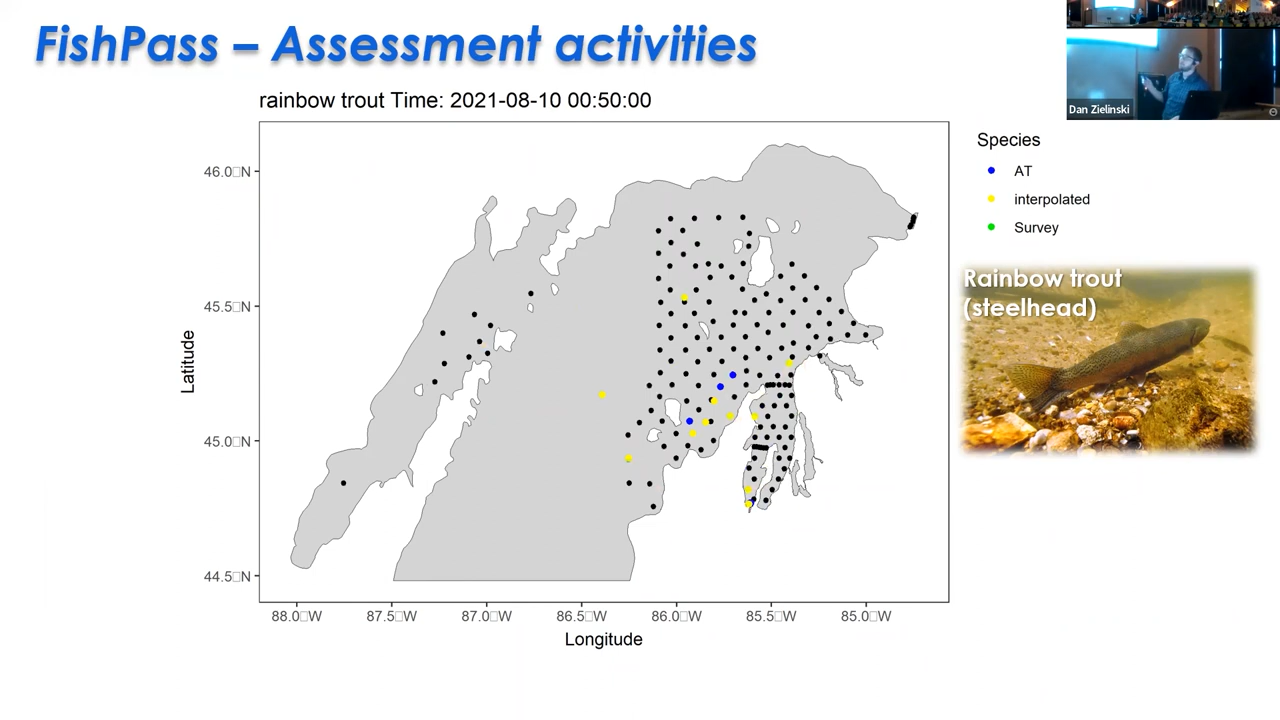 FishPass – Assessment activities
Dan Zielinski
rainbow trout Time: 2021-08-10 00:50:00
Species
AT
interpolated
Survey
Rainbow trout
(steelhead)
Latitude
46.0□N
45.5□N
45.0□N
44.5□N
88.0□W 87.5□W 87.0□W 86.5□W 86.0□W 85.5□W 85.0□W
Longitude